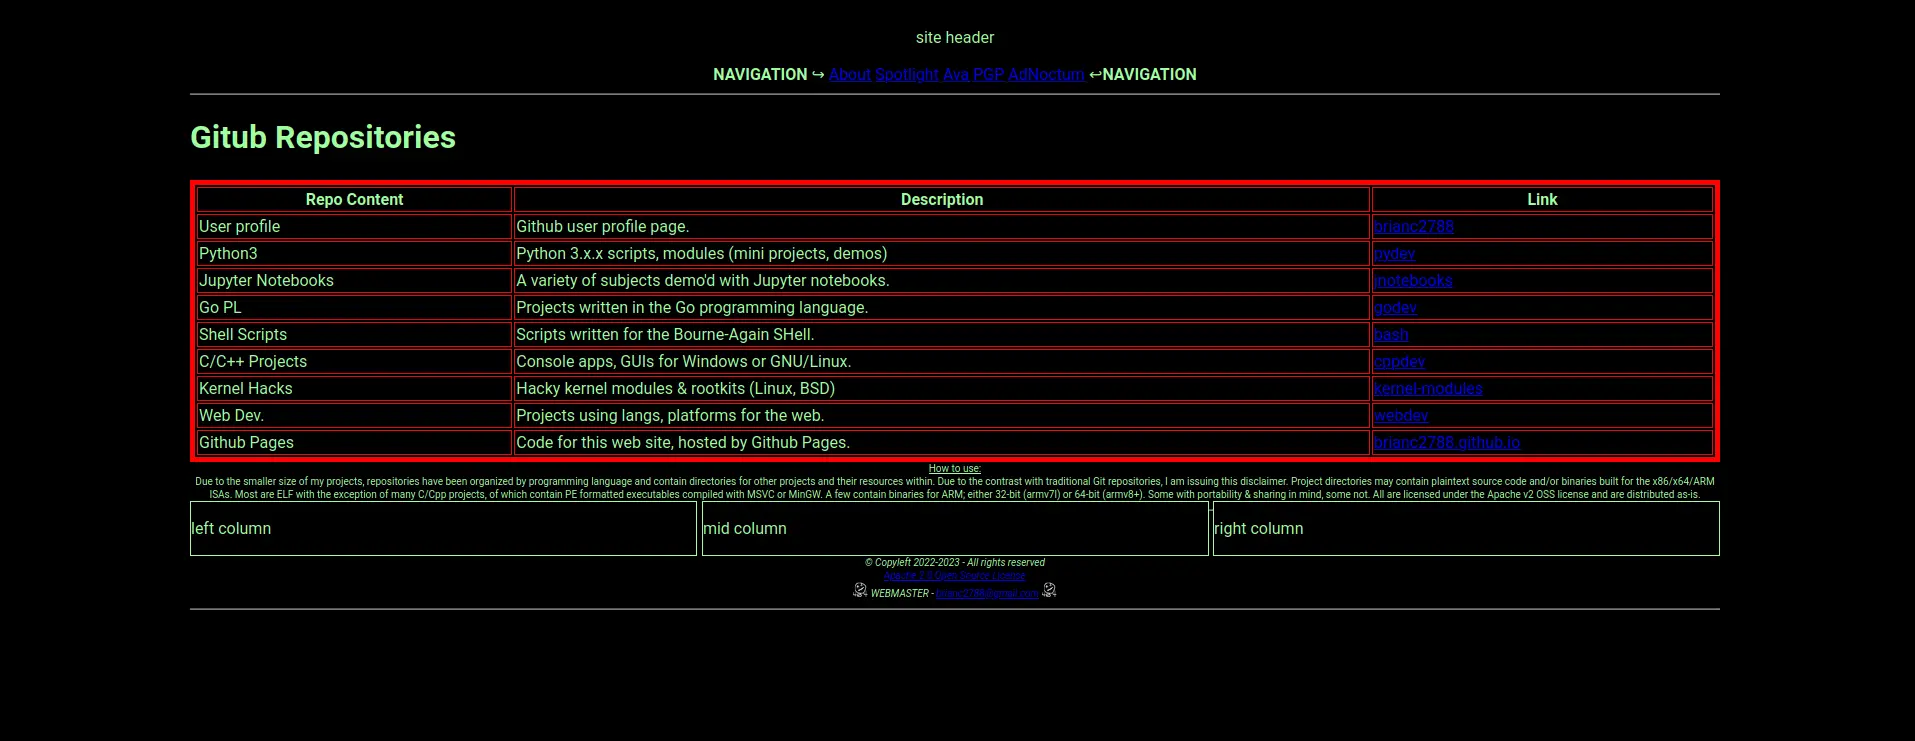 site header
NAVIGATION ↪ About Spotlight Ava PGP AdNocturn ↩NAVIGATION
Gitub Repositories
Repo Content Description Link
User profile Github user profile page. brianc2788
Python3 Python 3.x.x scripts, modules (mini projects, demos) pydev
Jupyter Notebooks A variety of subjects demo'd with Jupyter notebooks. jnotebooks
Go PL Projects written in the Go programming language. godev
Shell Scripts Scripts written for the Bourne-Again SHell. bash
C/C++ Projects Console apps, GUIs for Windows or GNU/Linux. cppdev
Kernel Hacks Hacky kernel modules & rootkits (Linux, BSD) kernel-modules
Web Dev. Projects using langs, platforms for the web. webdev
Github Pages Code for this web site, hosted by Github Pages. brianc2788.github.io
How to use:
Due to the smaller size of my projects, repositories have been organized by programming language and contain directories for other projects and their resources within. Due to the contrast with traditional Git repositories, I am issuing this disclaimer. Project directories may contain plaintext source code and/or binaries built for the x86/x64/ARM
ISAs. Most are ELF with the exception of many C/Cpp projects, of which contain PE formatted executables compiled with MSVC or MinGW. A few contain binaries for ARM; either 32-bit (armv7l) or 64-bit (armv8+). Some with portability & sharing in mind, some not. All are licensed under the Apache v2 OSS license and are distributed as-is.
left column mid column right column
© Copyleft 2022-2023 - All rights reserved
Apache 2.0 Open Source License
WEBMASTER - brianc2788@gmail.com